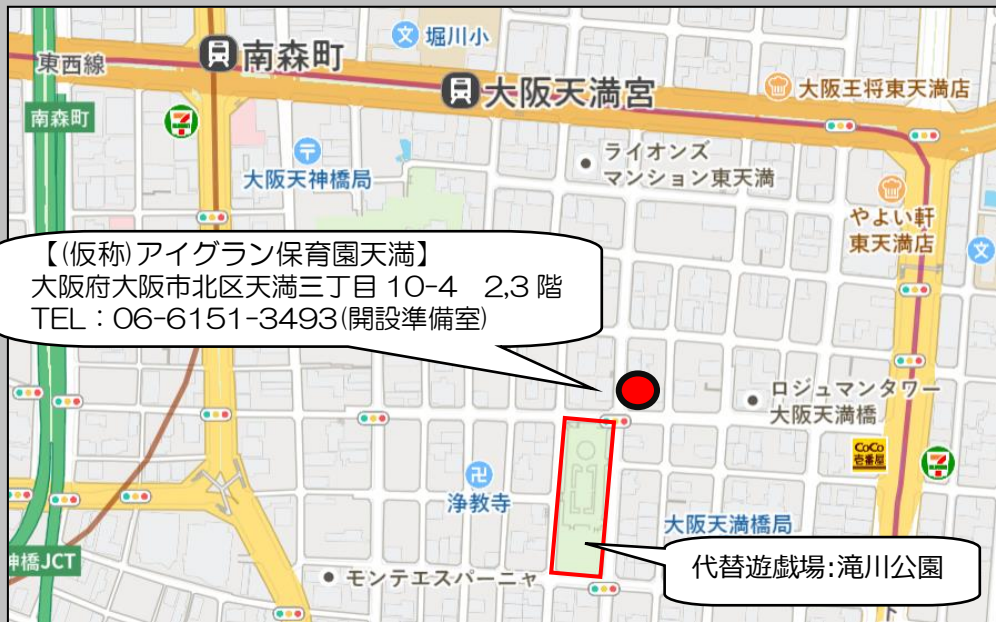 堀川小
南森町
東西線
大阪天満宮
大阪王将東天満店
南森町
7
大阪天神橋局
ライオンズ
マンション東天満
やよい軒
東天満店
文
【(仮称)アイグラン保育園天満】
大阪府大阪市北区天満三丁目 10-4 2,3 階
TEL:06-6151-3493(開設準備室)
ロジュマンタワー
大阪天満橋
CoCo
壱番屋
7
浄教寺
大阪天満橋局
神橋JCT
モンテエスパーニャ
代替遊戯場:滝川公園